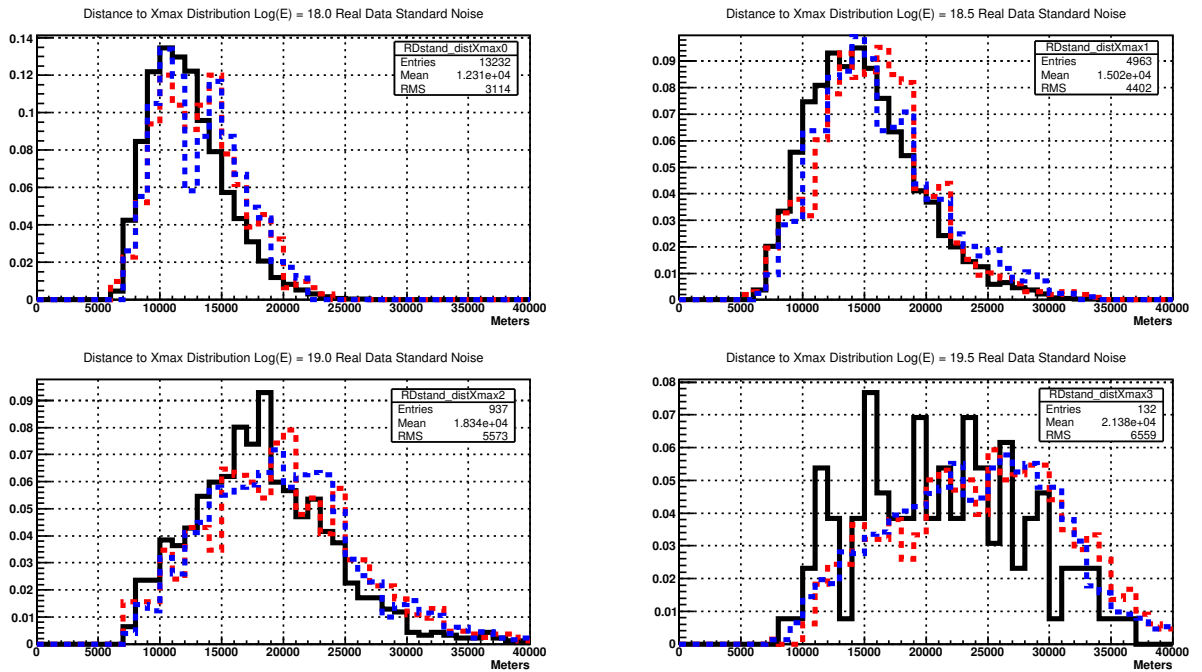 Distance to Xmax Distribution Log(E) = 18.0 Real Data Standard Noise
RDstand_distXmax0
Entries 13232
Mean 1.231e+04
RMS 3114
0.14
0.12
0.1
0.08
0.06
0.04
0.02
0
0 5000 10000 15000 20000 25000 30000 35000 40000
Meters
Distance to Xmax Distribution Log(E) = 18.5 Real Data Standard Noise
RDstand_distXmax1
Entries 4963
Mean 1.502e+04
RMS 4402
0.09
0.08
0.07
0.06
0.05
0.04
0.03
0.02
0.01
0
0 5000 10000 15000 20000 25000 30000 35000 40000
Meters
Distance to Xmax Distribution Log(E) = 19.0 Real Data Standard Noise
RDstand_distXmax2
Entries 937
Mean 1.834e+04
RMS 5573
0.09
0.08
0.07
0.06
0.05
0.04
0.03
0.02
0.01
0
0 5000 10000 15000 20000 25000 30000 35000 40000
Meters
Distance to Xmax Distribution Log(E) = 19.5 Real Data Standard Noise
RDstand_distXmax3
Entries 132
Mean 2.138e+04
RMS 6559
0.08
0.07
0.06
0.05
0.04
0.03
0.02
0.01
0
0 5000 10000 15000 20000 25000 30000 35000 40000
Meters